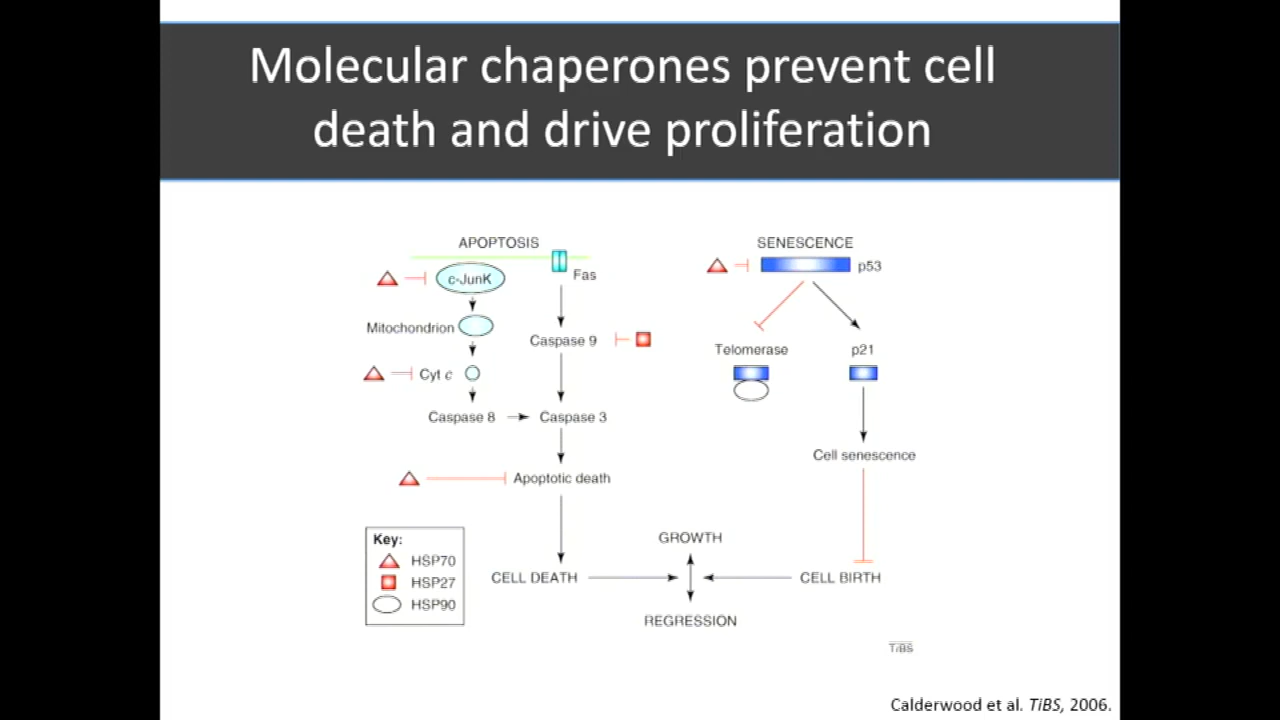 Molecular chaperones prevent cell
death and drive proliferation
APOPTOSIS
c-JunK
Fas
Mitochondrion
Caspase 9
Cyt c
Caspase 8
Caspase 3
Apoptotic death
SENESCENCE
p53
Telomerase
p21
Cell senescence
Key:
HSP70
HSP27
HSP90
CELL DEATH
GROWTH
REGRESSION
CELL BIRTH
TiBS
Calderwood et al. TiBS, 2006.